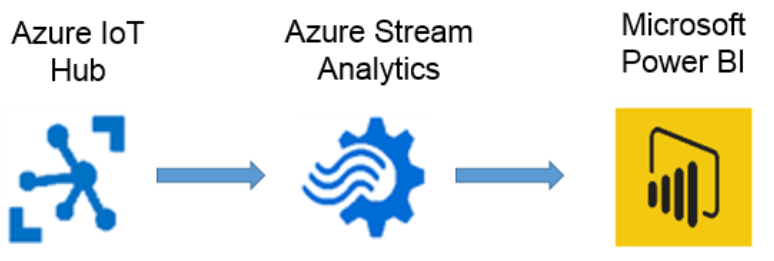 Azure IoT
Hub
Azure Stream
Analytics
Microsoft
Power BI